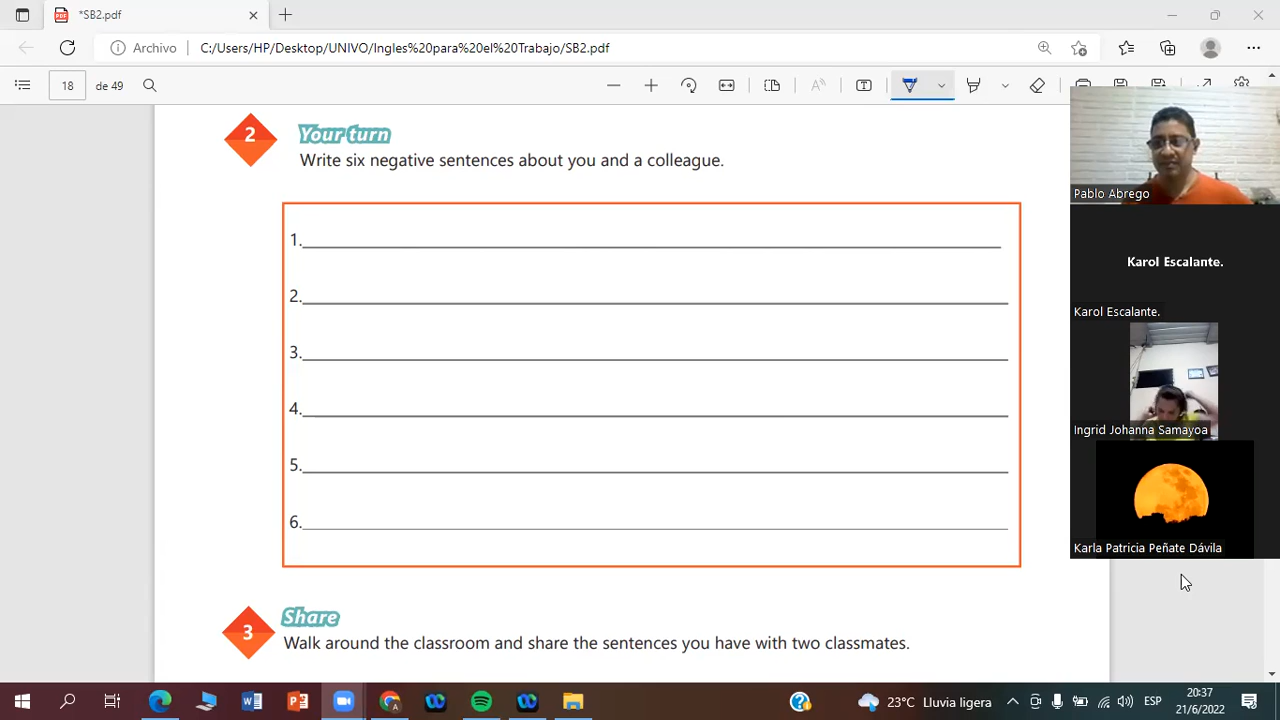 *SB2.pdf
Archivo
C:/Users/HP/Desktop/UNIVO/Ingles%20para%20el%20Trabajo/SB2.pdf
18
de 49
2
Your turn
Write six negative sentences about you and a colleague.
1.
2.
3.
4.
5.
6.
3
Share
Walk around the classroom and share the sentences you have with two classmates.
Pablo Abrego
Karol Escalante.
Karol Escalante.
Ingrid Johanna Samayoa
Karla Patricia Peñate Dávila
23°C Lluvia ligera
ESP
20:37
21/6/2022